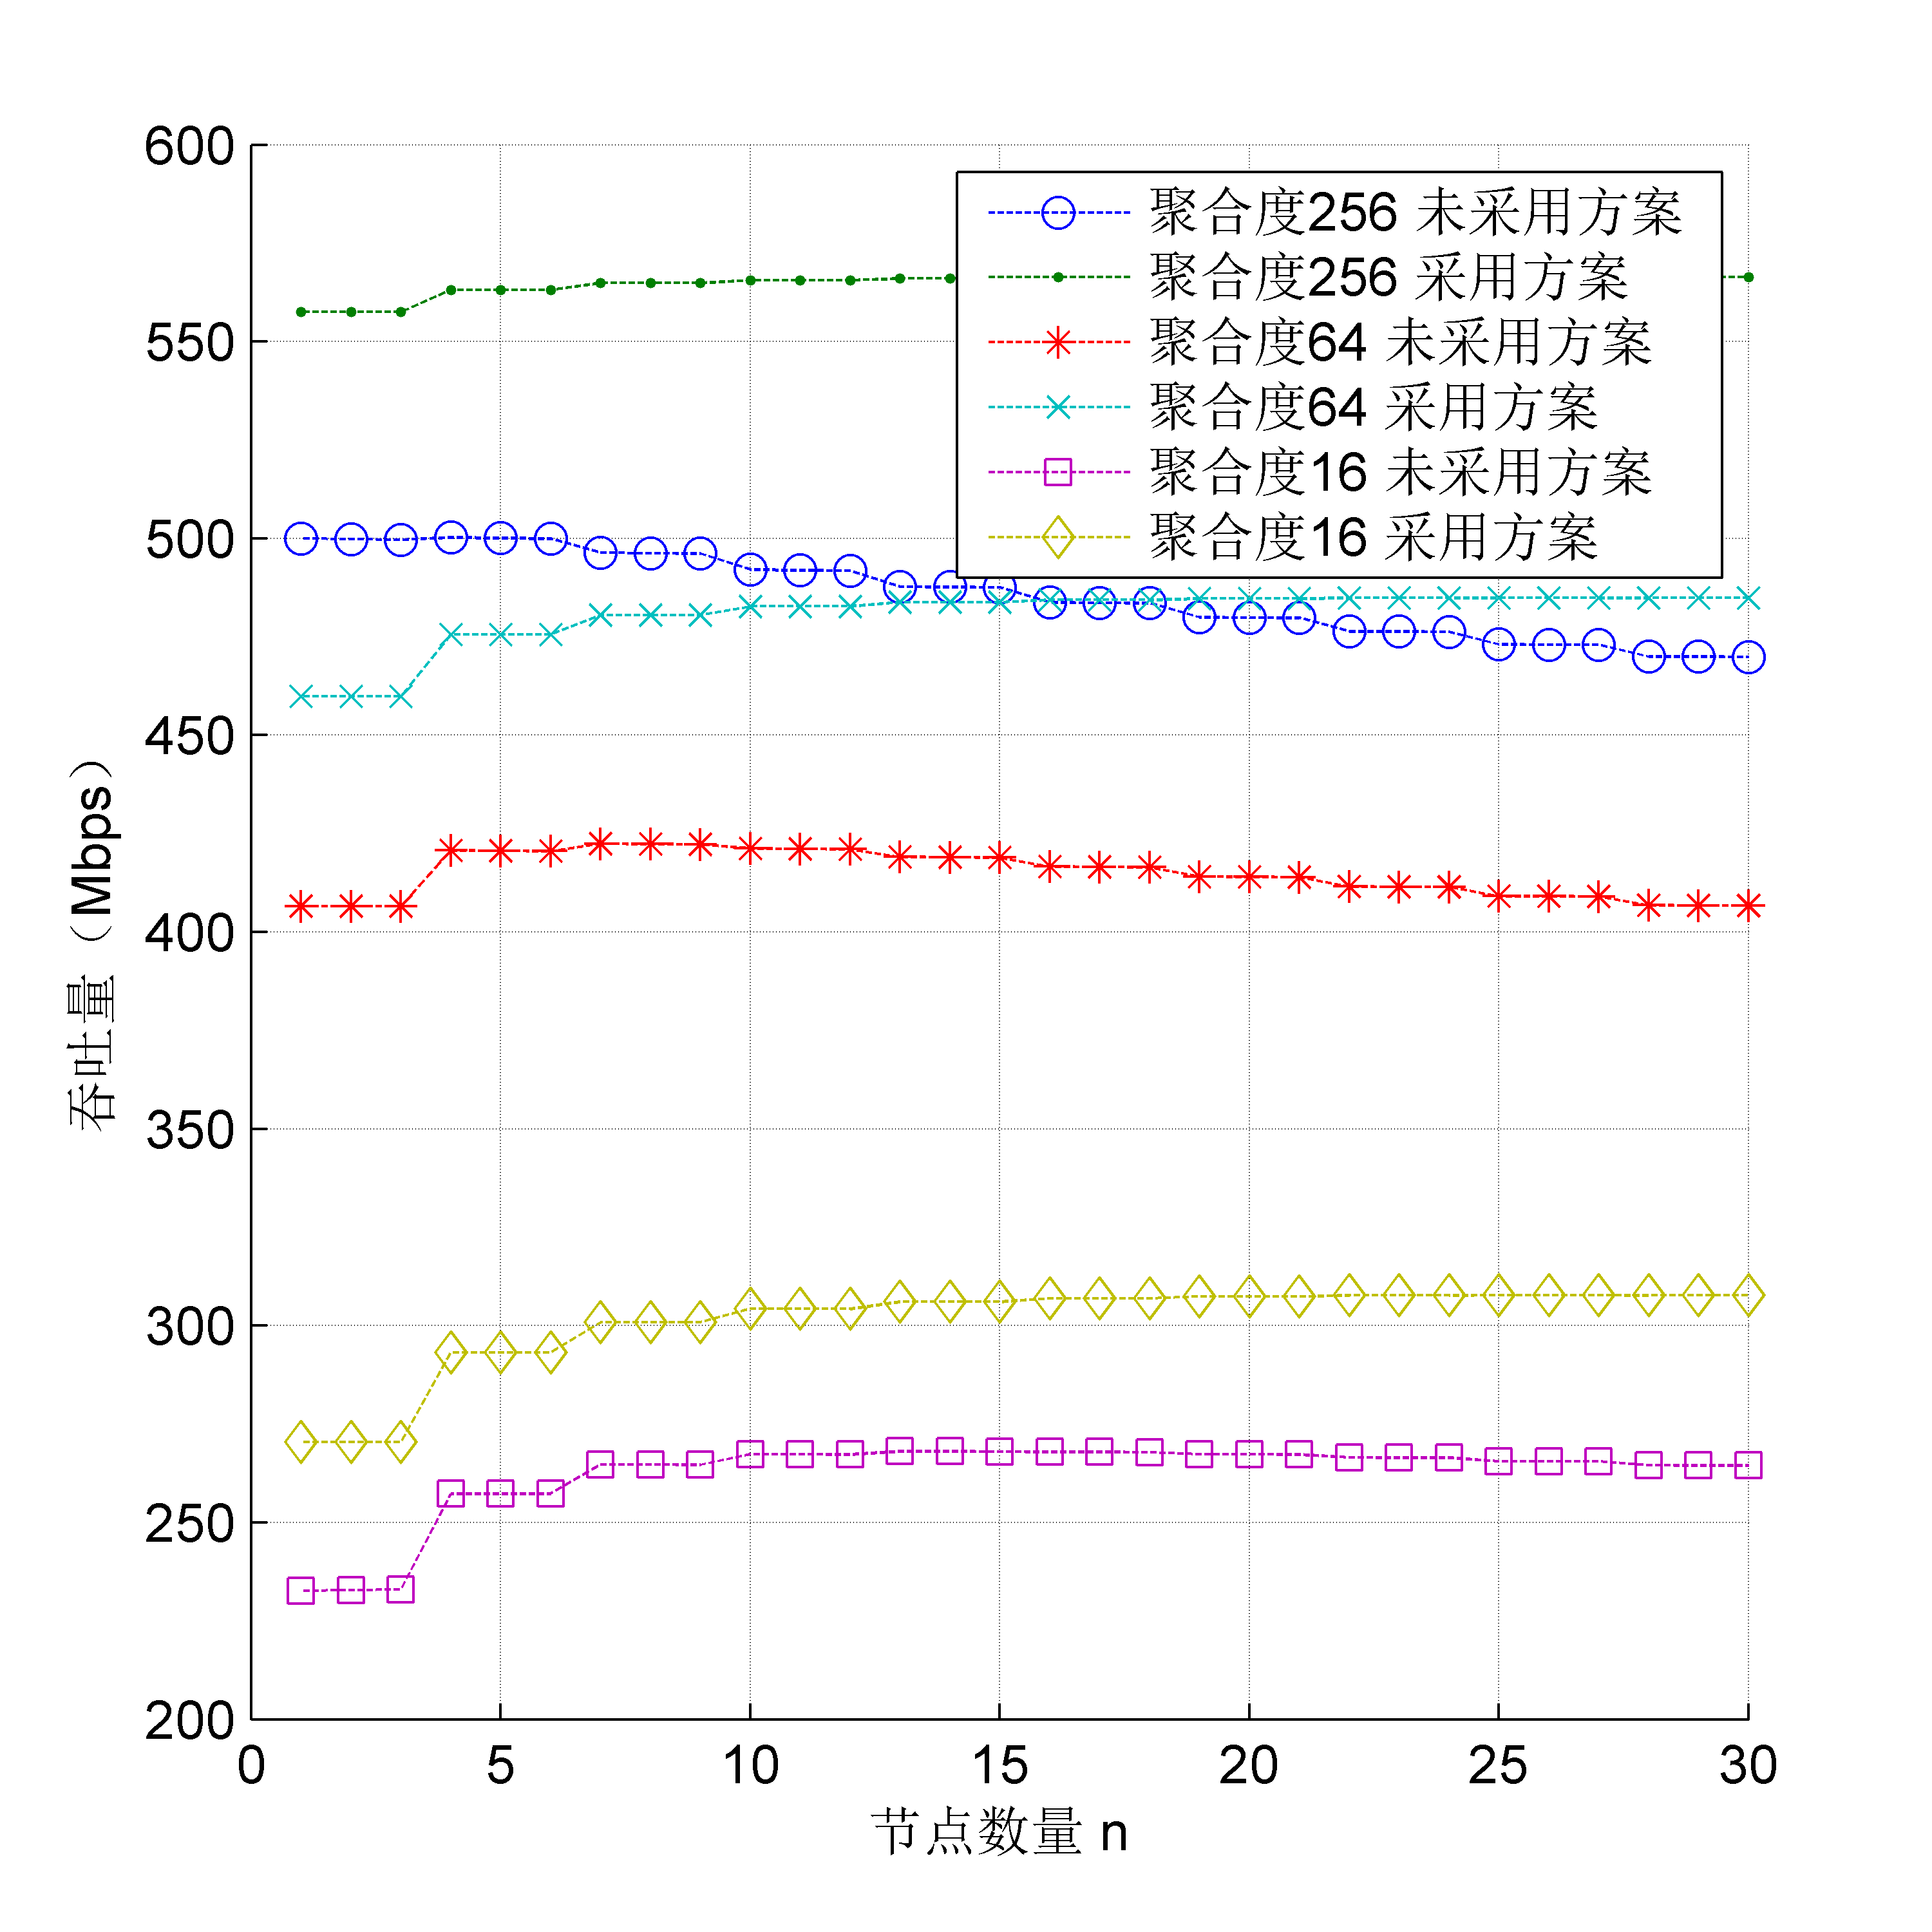 600
550
500
450
400
350
300
250
200
吞吐量（Mbps）
聚合度256 未采用方案
聚合度256 采用方案
聚合度64 未采用方案
聚合度64 采用方案
聚合度16 未采用方案
聚合度16 采用方案
0 5 10 15 20 25 30
节点数量 n